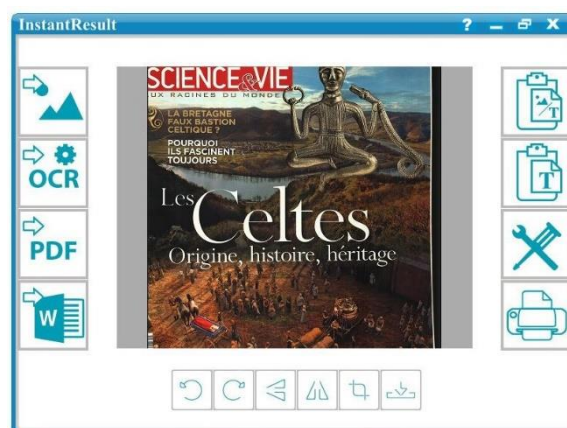 InstantResult
SCIENCE & VIE
UX RACINES DU MONDE
LA BRETAGNE
FAUX BASTION
CELTIQUE ?
POURQUOI
ILS FASCINENT
TOUJOURS
Les Celtes
Origine, histoire, héritage
OCR
PDF
W
T
T